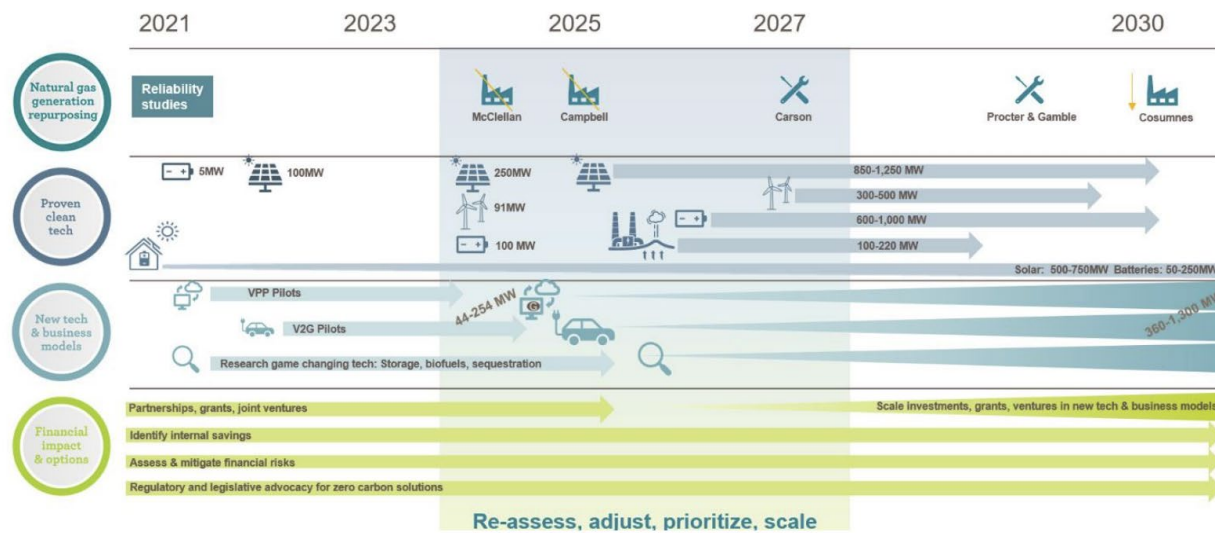 2021
2023
2025
2027
2030
Natural gas
generation
repurposing
Reliability
studies
McClellan
Campbell
Carson
Procter & Gamble
Cosumnes
Proven
clean
tech
5MW
100MW
250MW
91MW
100 MW
850-1,250 MW
300-500 MW
600-1,000 MW
100-220 MW
Solar: 500-750MW Batteries: 50-250MW
New tech
& business
models
VPP Pilots
V2G Pilots
Research game changing tech: Storage, biofuels, sequestration
44-254 MW
360-1,300 MW
Financial
impact
& options
Partnerships, grants, joint ventures
Scale investments, grants, ventures in new tech & business models
Identify internal savings
Assess & mitigate financial risks
Regulatory and legislative advocacy for zero carbon solutions
Re-assess, adjust, prioritize, scale